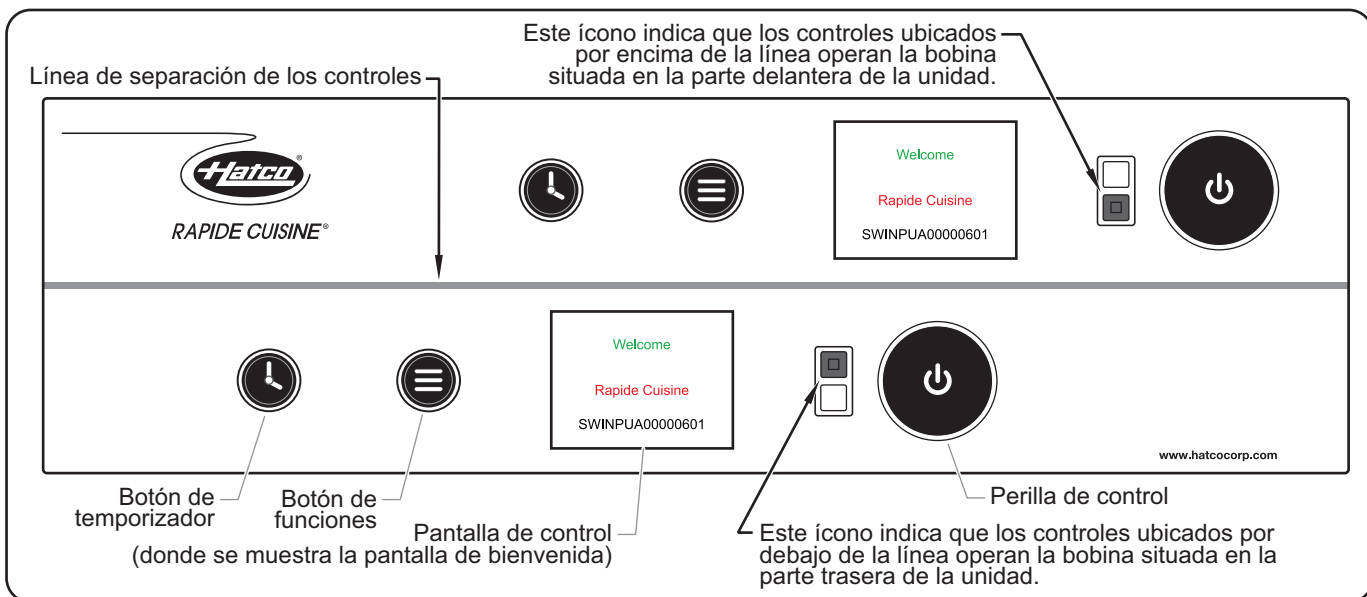 Este ícono indica que los controles ubicados
por encima de la línea operan la bobina
situada en la parte delantera de la unidad.
Línea de separación de los controles
Hatco®
RAPIDE CUISINE®
Welcome
Rapide Cuisine
SWINPUA00000601
Welcome
Rapide Cuisine
SWINPUA00000601
www.hatcocorp.com
Botón de
temporizador
Botón de
funciones
Pantalla de control
(donde se muestra la pantalla de bienvenida)
Perilla de control
Este ícono indica que los controles ubicados por
debajo de la línea operan la bobina situada en la
parte trasera de la unidad.